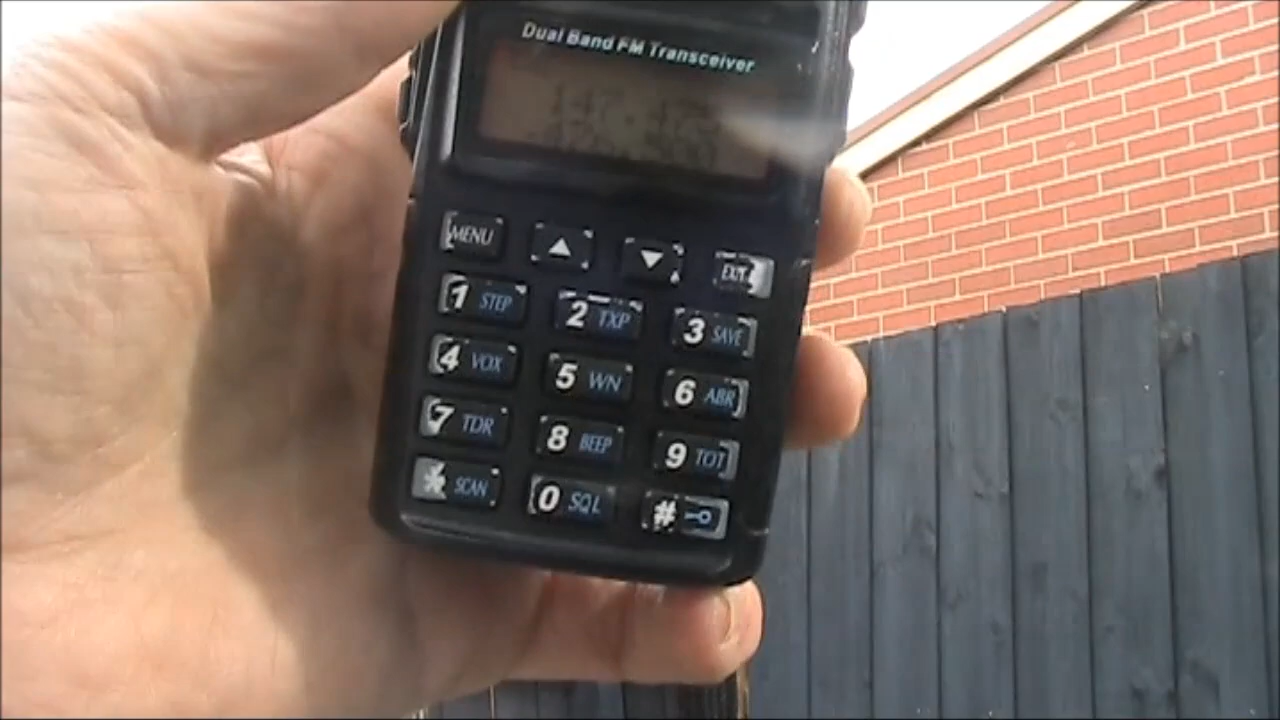 Dual Band FM Transceiver
MENU ▲ ▼ EXIT
1 STEP 2 TXP 3 SAVE
4 VOX 5 WN 6 ABR
7 TDR 8 BEEP 9 TOT
* SCAN 0 SQL #